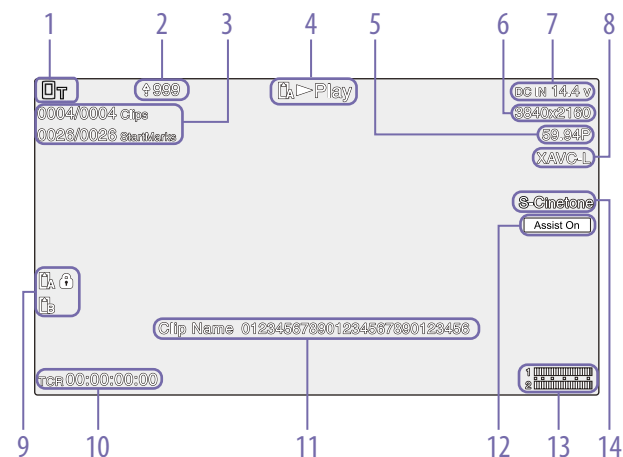 1 2 3 4 5 6 7 8
T 999 A Play DC IN 14.4 V
0004/0004 Clips 3840x2160
0026/0026 StartMarks 59.94P
XAVC-L
S-Cinetone
Assist On
A
B
Clip Name 012345678901234567890123456
TCR 00:00:00:00
1
2
9 10 11 12 13 14